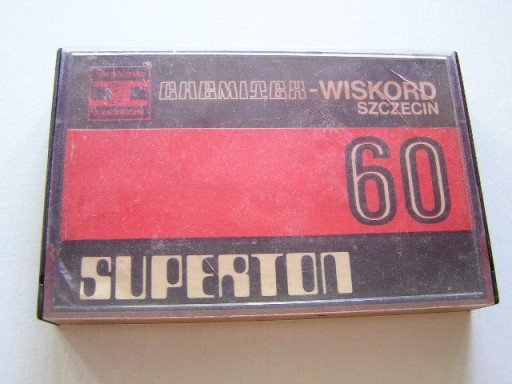 CHEMITEX-WISKORD
SZCZECIN
60
SUPERTON